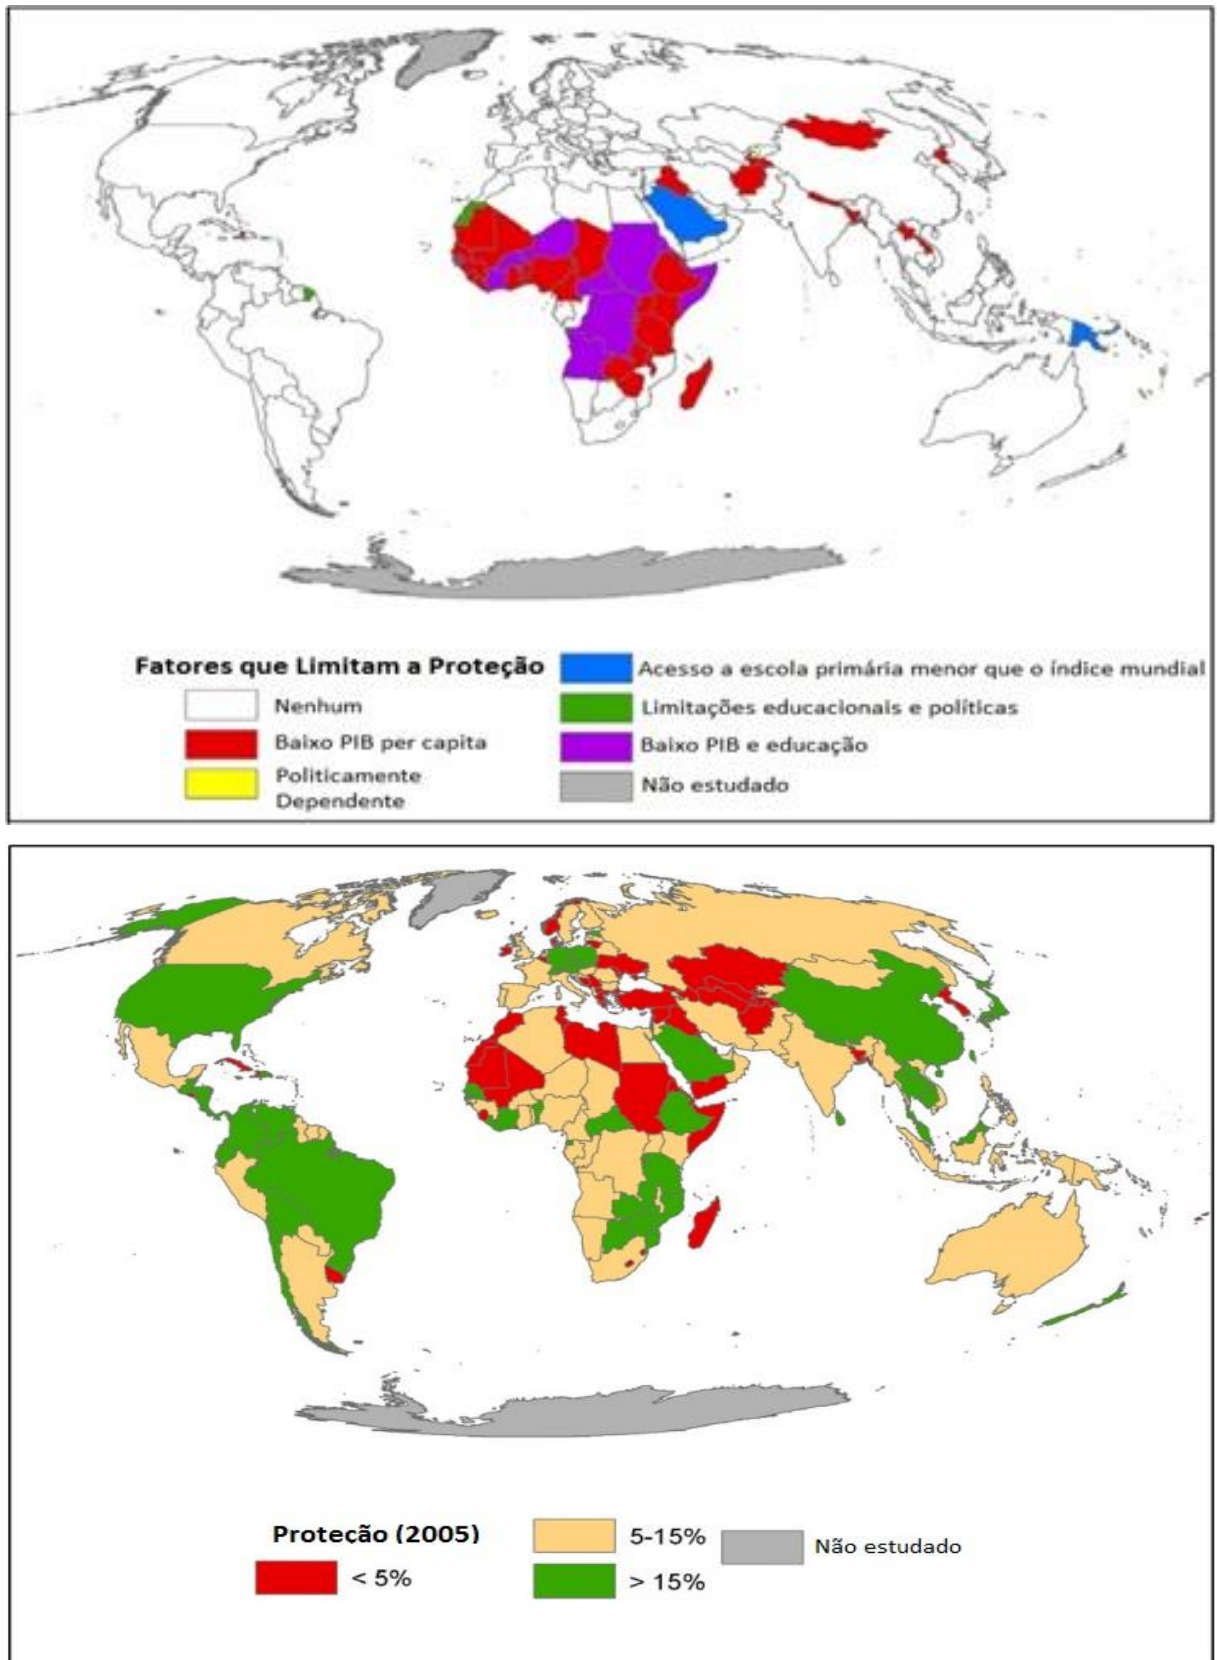 Fatores que Limitam a Proteção
Nenhum
Baixo PIB per capita
Politicamente
Dependente
Acesso a escola primária menor que o índice mundial
Limitações educacionais e políticas
Baixo PIB e educação
Não estudado
Proteção (2005)
< 5%
5-15%
> 15%
Não estudado